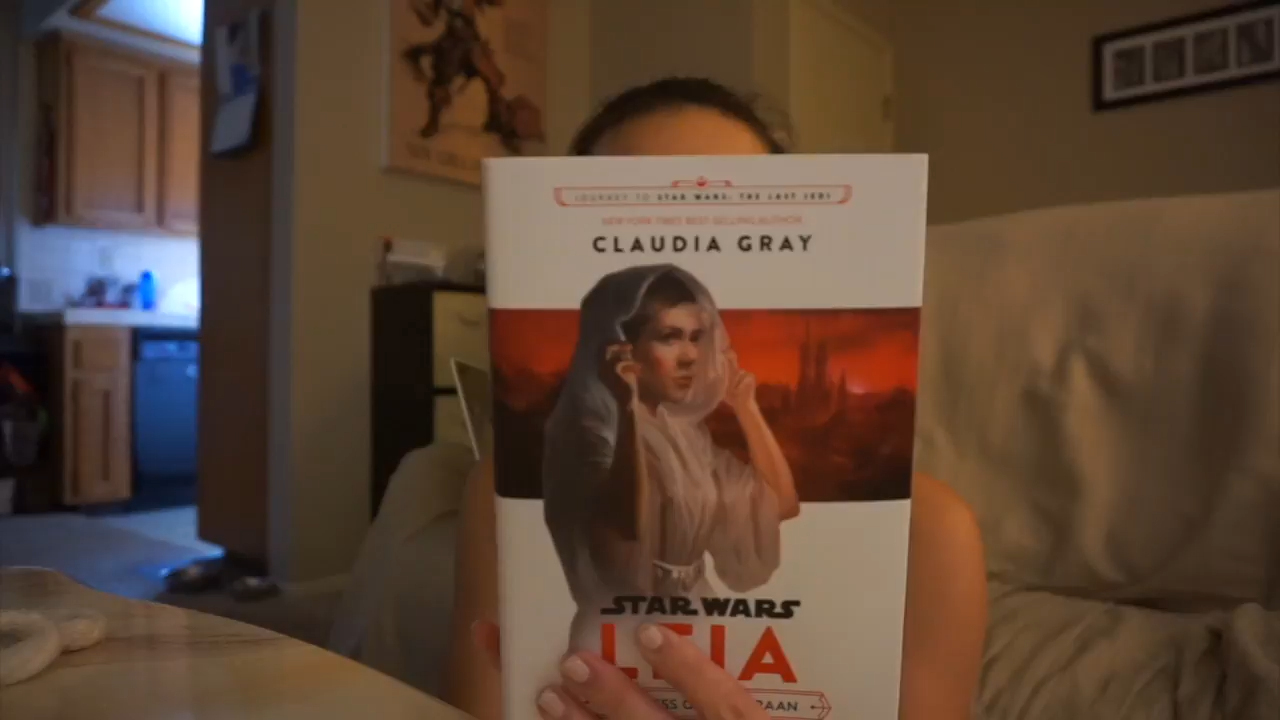 JOURNEY TO STAR WARS: THE LAST JEDI
NEW YORK TIMES BEST-SELLING AUTHOR
CLAUDIA GRAY
STAR WARS
LEIA